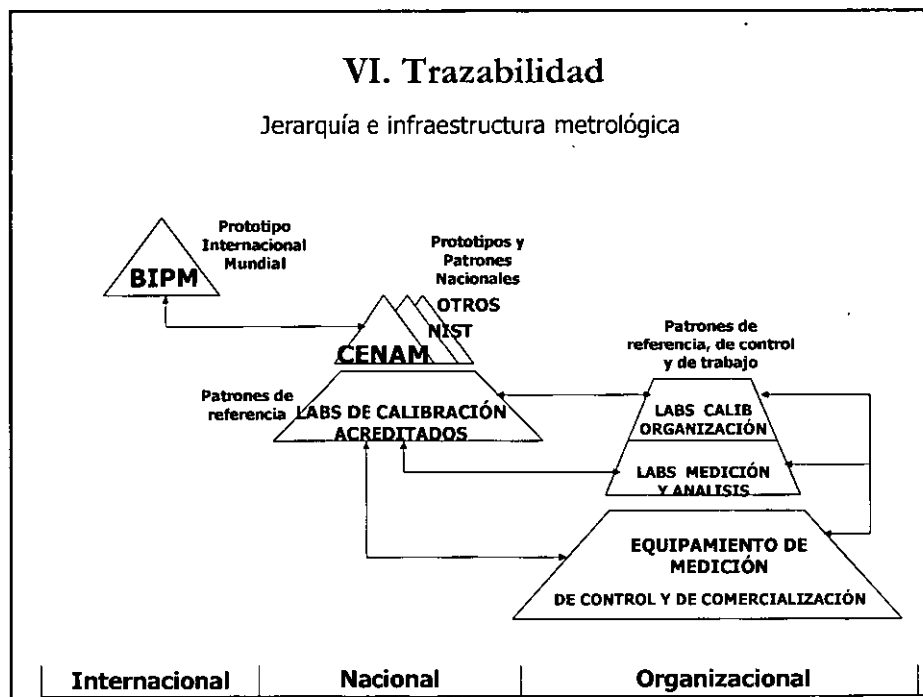 VI. Trazabilidad
Jerarquía e infraestructura metrológica
Prototipo
Internacional
Mundial
BIPM
Prototipos y
Patrones
Nacionales
OTROS
NIST
CENAM
Patrones de
referencia
LABS DE CALIBRACIÓN
ACREDITADOS
Patrones de
referencia, de control
y de trabajo
LABS CALIB
ORGANIZACIÓN
LABS MEDICIÓN
Y ANALISIS
EQUIPAMIENTO DE
MEDICIÓN
DE CONTROL Y DE COMERCIALIZACIÓN
Internacional
Nacional
Organizacional